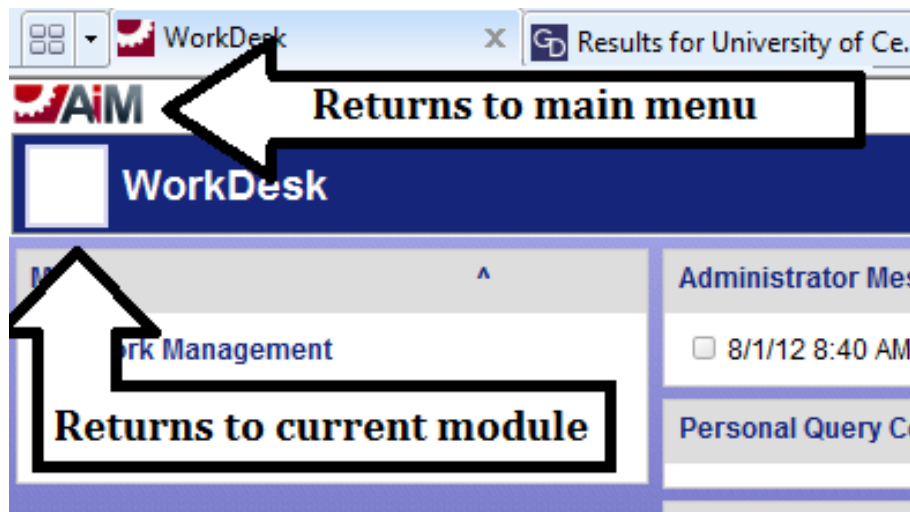 WorkDesk
Results for University of Ce.
AiM
Returns to main menu
WorkDesk
^
Administrator Mes
Management
8/1/12 8:40 AM
Returns to current module
Personal Query C